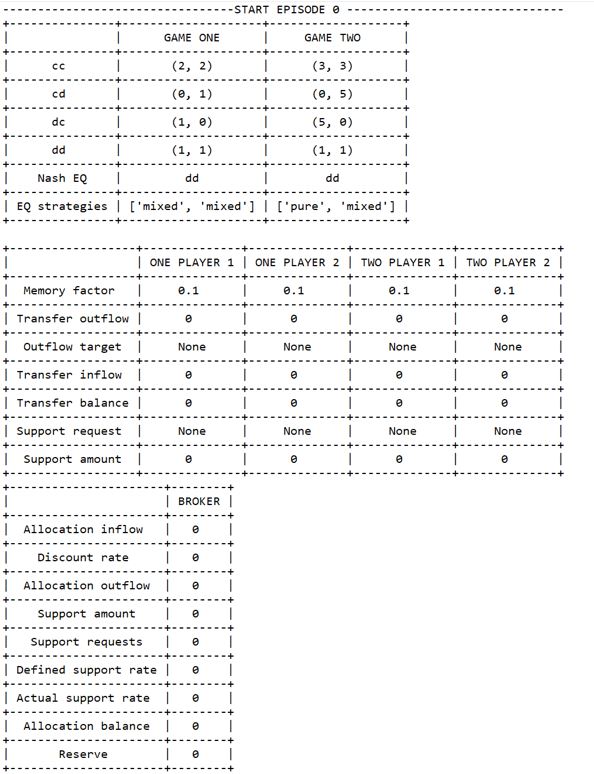 START EPISODE 0
GAME ONE GAME TWO
cc (2, 2) (3, 3)
cd (0, 1) (0, 5)
dc (1, 0) (5, 0)
dd (1, 1) (1, 1)
Nash EQ dd dd
EQ strategies ['mixed', 'mixed'] ['pure', 'mixed']
ONE PLAYER 1 ONE PLAYER 2 TWO PLAYER 1 TWO PLAYER 2
Memory factor 0.1 0.1 0.1 0.1
Transfer outflow 0 0 0 0
Outflow target None None None None
Transfer inflow 0 0 0 0
Transfer balance 0 0 0 0
Support request None None None None
Support amount 0 0 0 0
BROKER
Allocation inflow 0
Discount rate 0
Allocation outflow 0
Support amount 0
Support requests 0
Defined support rate 0
Actual support rate 0
Allocation balance 0
Reserve 0